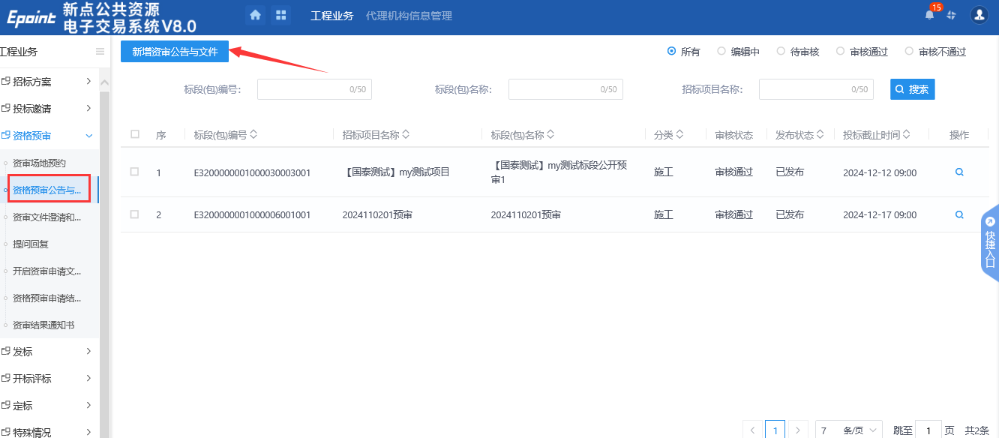 Epoint 新点公共资源
电子交易系统V8.0
工程业务 代理机构信息管理
15
工程业务
招标方案
投标邀请
资格预审
资审场地预约
资格预审公告与...
资审文件澄清和...
提问回复
开启资审申请文...
资格预审申请结...
资审结果通知书
发标
开标评标
定标
特殊情况
新增资审公告与文件
所有 编辑中 待审核 审核通过 审核不通过
标段(包)编号： 0/50 标段(包)名称： 0/50 招标项目名称： 0/50 搜索
序 标段(包)编号 招标项目名称 标段(包)名称 分类 审核状态 发布状态 投标截止时间 操作
1 E3200000001000030003001 【国泰测试】my测试项目 【国泰测试】my测试标段公开预
审1 施工 审核通过 已发布 2024-12-12 09:00
2 E3200000001000006001001 2024110201预审 2024110201预审 施工 审核通过 已发布 2024-12-17 09:00
快捷入口
1 7 条/页 跳至 1 页 共2条